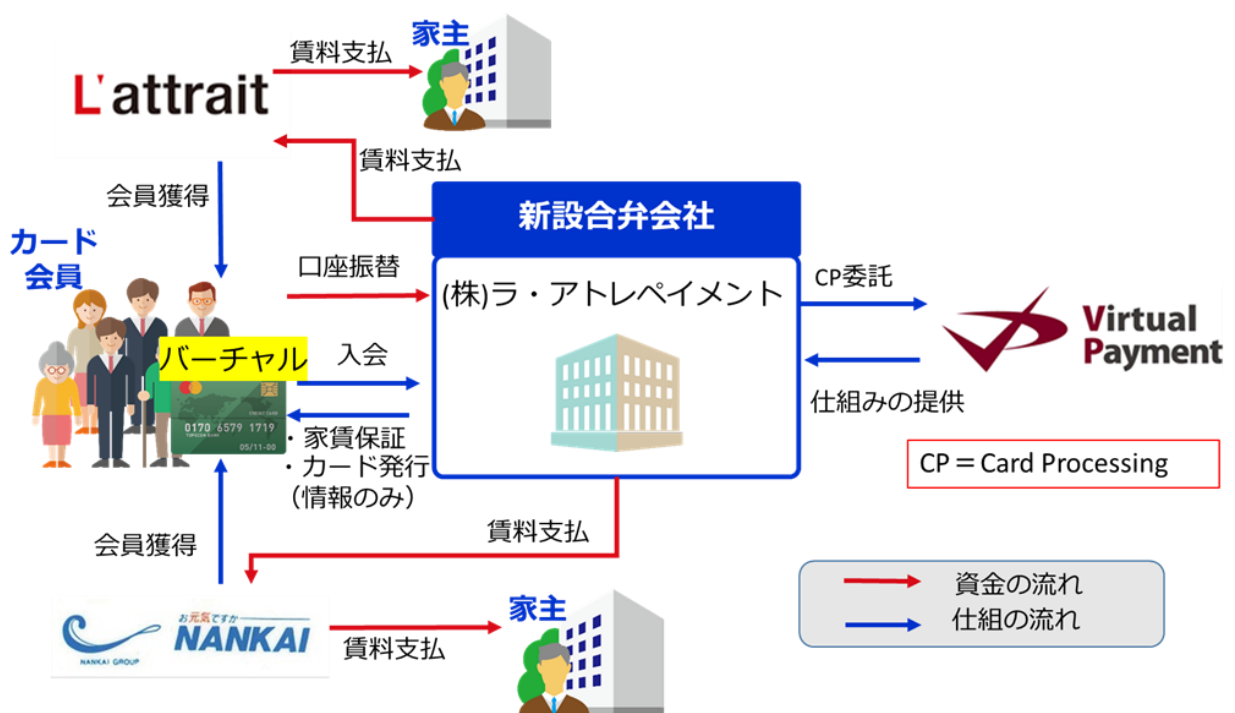 家主
賃料支払
L'attrait
賃料支払
会員獲得
新設合弁会社
カード
会員
口座振替
(株)ラ・アトレペイメント
CP委託
Virtual
Payment
バーチャル
入会
仕組みの提供
CREDIT CARD
0170 6579 1719
05/11-00
・家賃保証
・カード発行
（情報のみ）
CP＝Card Processing
賃料支払
会員獲得
資金の流れ
仕組の流れ
家主
お元気ですか
NANKAI
NANKAI GROUP
賃料支払